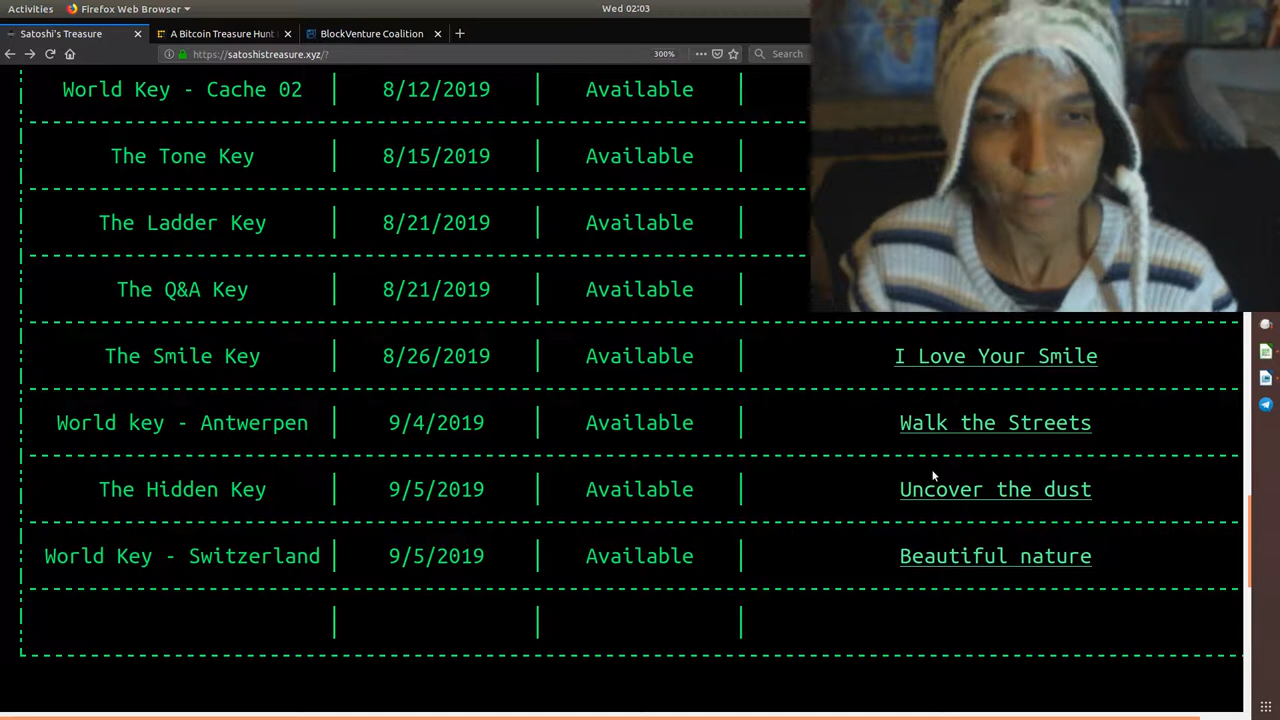 Activities Firefox Web Browser Wed 02:03
Satoshi's Treasure × A Bitcoin Treasure Hunt × BlockVenture Coalition × +
https://satoshistreasure.xyz/? 300% Search
World Key - Cache 02 | 8/12/2019 | Available |
The Tone Key | 8/15/2019 | Available |
The Ladder Key | 8/21/2019 | Available |
The Q&A Key | 8/21/2019 | Available |
The Smile Key | 8/26/2019 | Available | I Love Your Smile
World key - Antwerpen | 9/4/2019 | Available | Walk the Streets
The Hidden Key | 9/5/2019 | Available | Uncover the dust
World Key - Switzerland | 9/5/2019 | Available | Beautiful nature